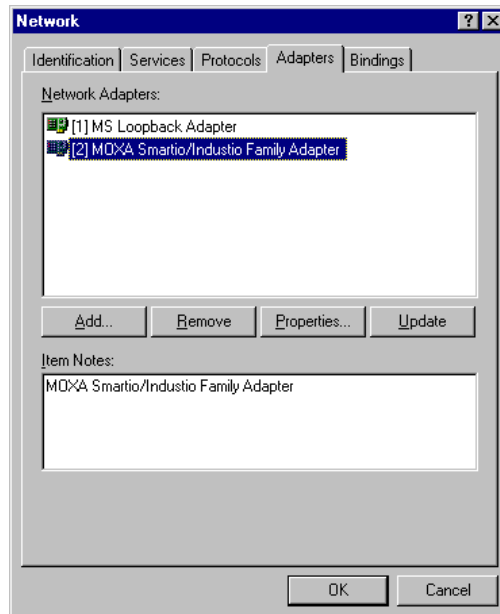 Network
Identification Services Protocols Adapters Bindings
Network Adapters:
[1] MS Loopback Adapter
[2] MOXA Smartio/Industio Family Adapter
Add... Remove Properties... Update
Item Notes:
MOXA Smartio/Industio Family Adapter
OK Cancel